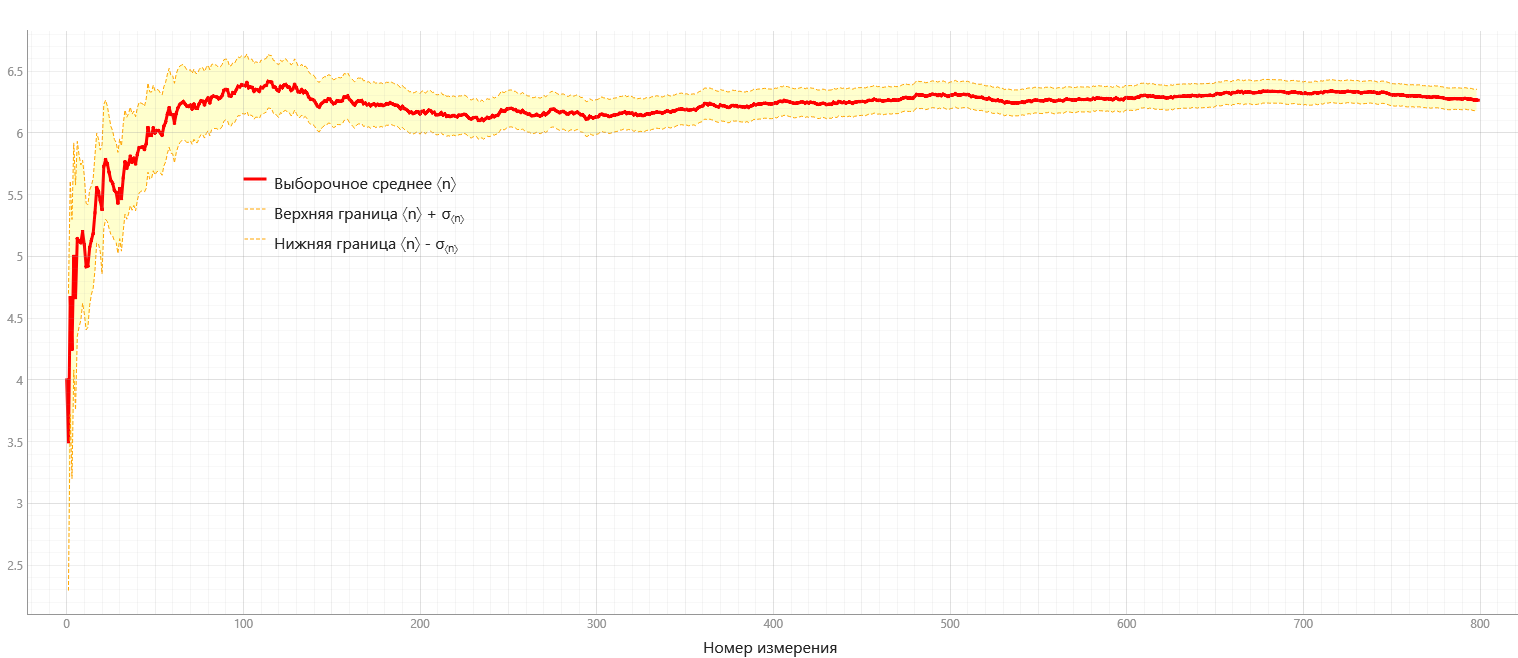 6.5
6
5.5
5
4.5
4
3.5
3
2.5
Выборочное среднее ⟨n⟩
Верхняя граница ⟨n⟩ + σ⟨n⟩
Нижняя граница ⟨n⟩ - σ⟨n⟩
0 100 200 300 400 500 600 700 800
Номер измерения